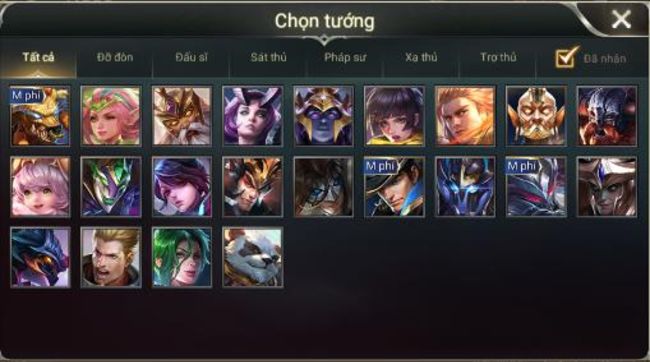 Chọn tướng
Tất cả Đỡ đòn Đấu sĩ Sát thủ Pháp sư Xạ thủ Trợ thủ Đã nhận
M phí
M phí M phí